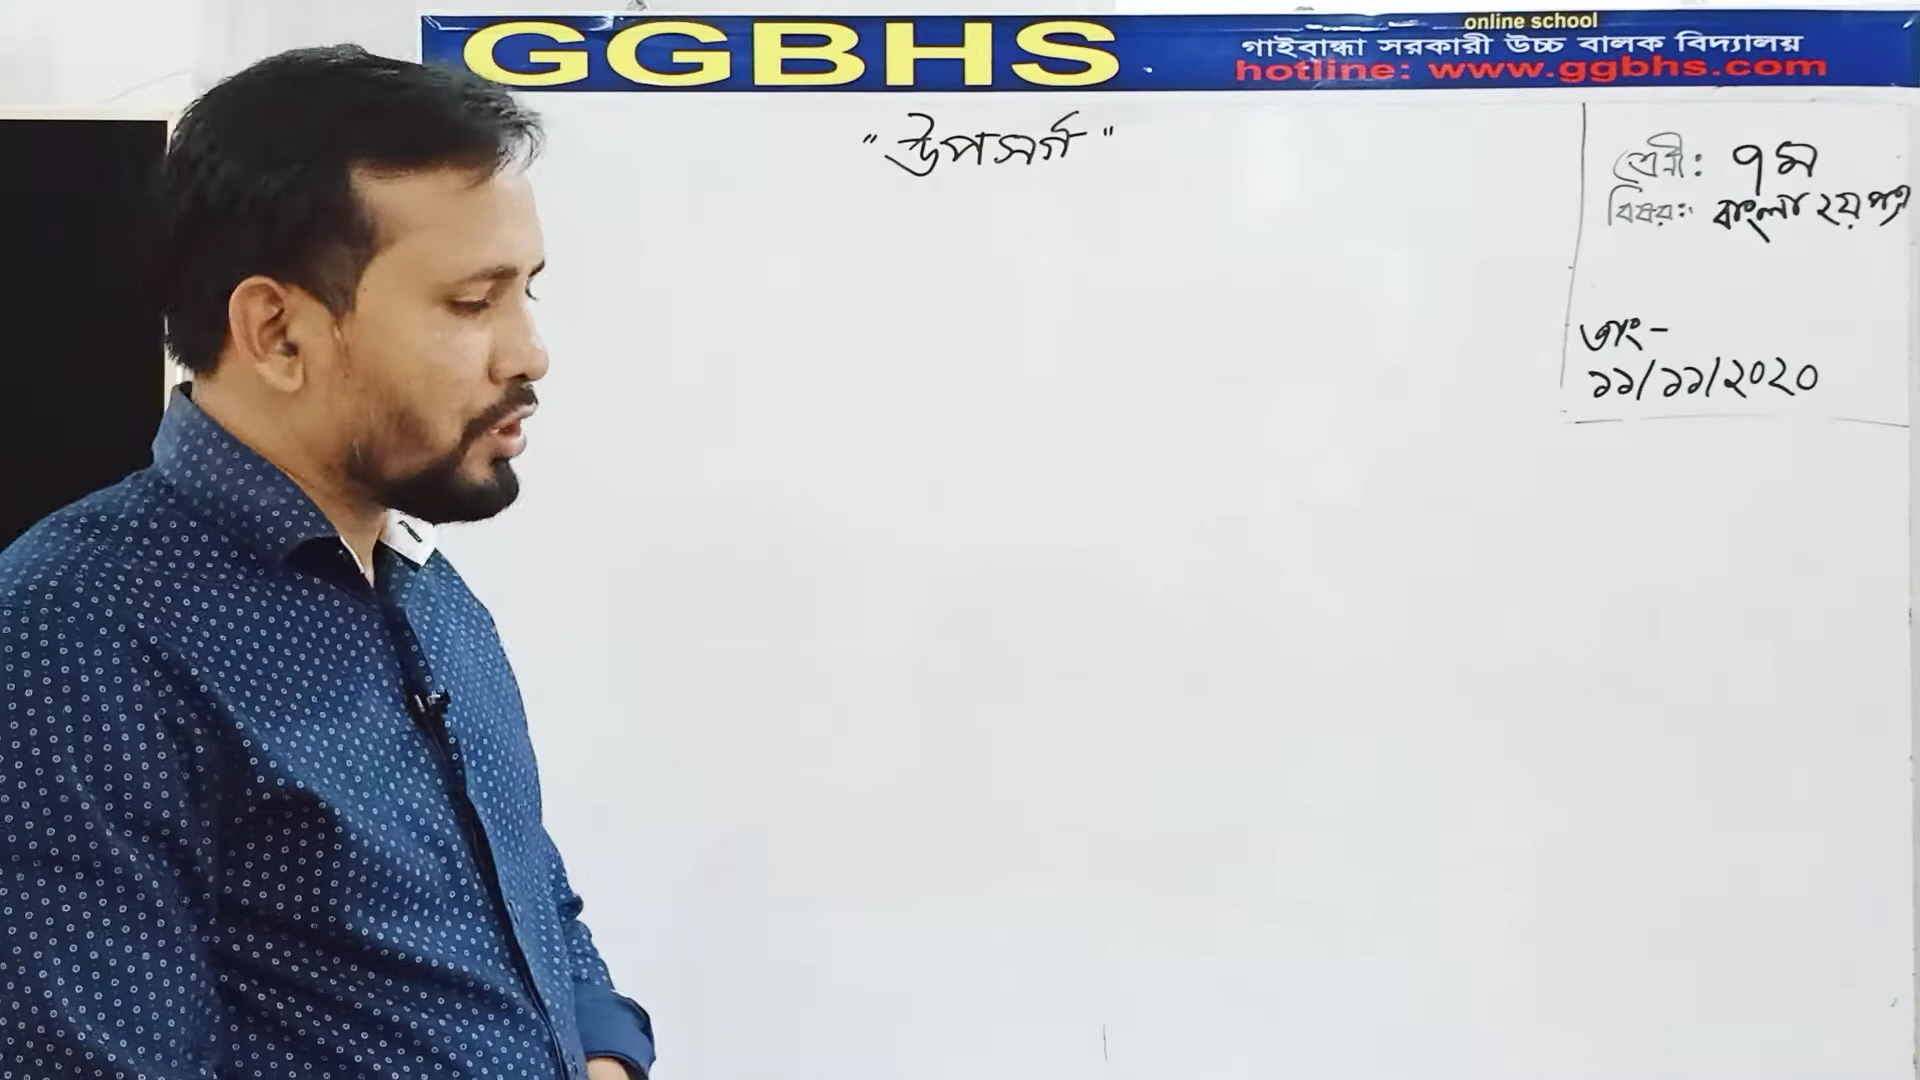 GGBHS
online school
গাইবান্ধা সরকারী উচ্চ বালক বিদ্যালয়
hotline: www.ggbhs.com
"উপসর্গ"
শ্রেণী: ৭ম
বিষয়: বাংলা ২য় পত্র
তাং-
১১/১১/২০২০